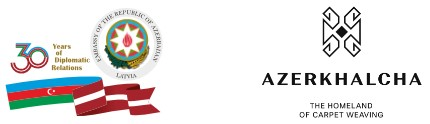 30 Years
of Diplomatic
Relations
EMBASSY OF THE REPUBLIC OF AZERBAIJAN
LATVIA
AZERKHALCHA
THE HOMELAND
OF CARPET WEAVING